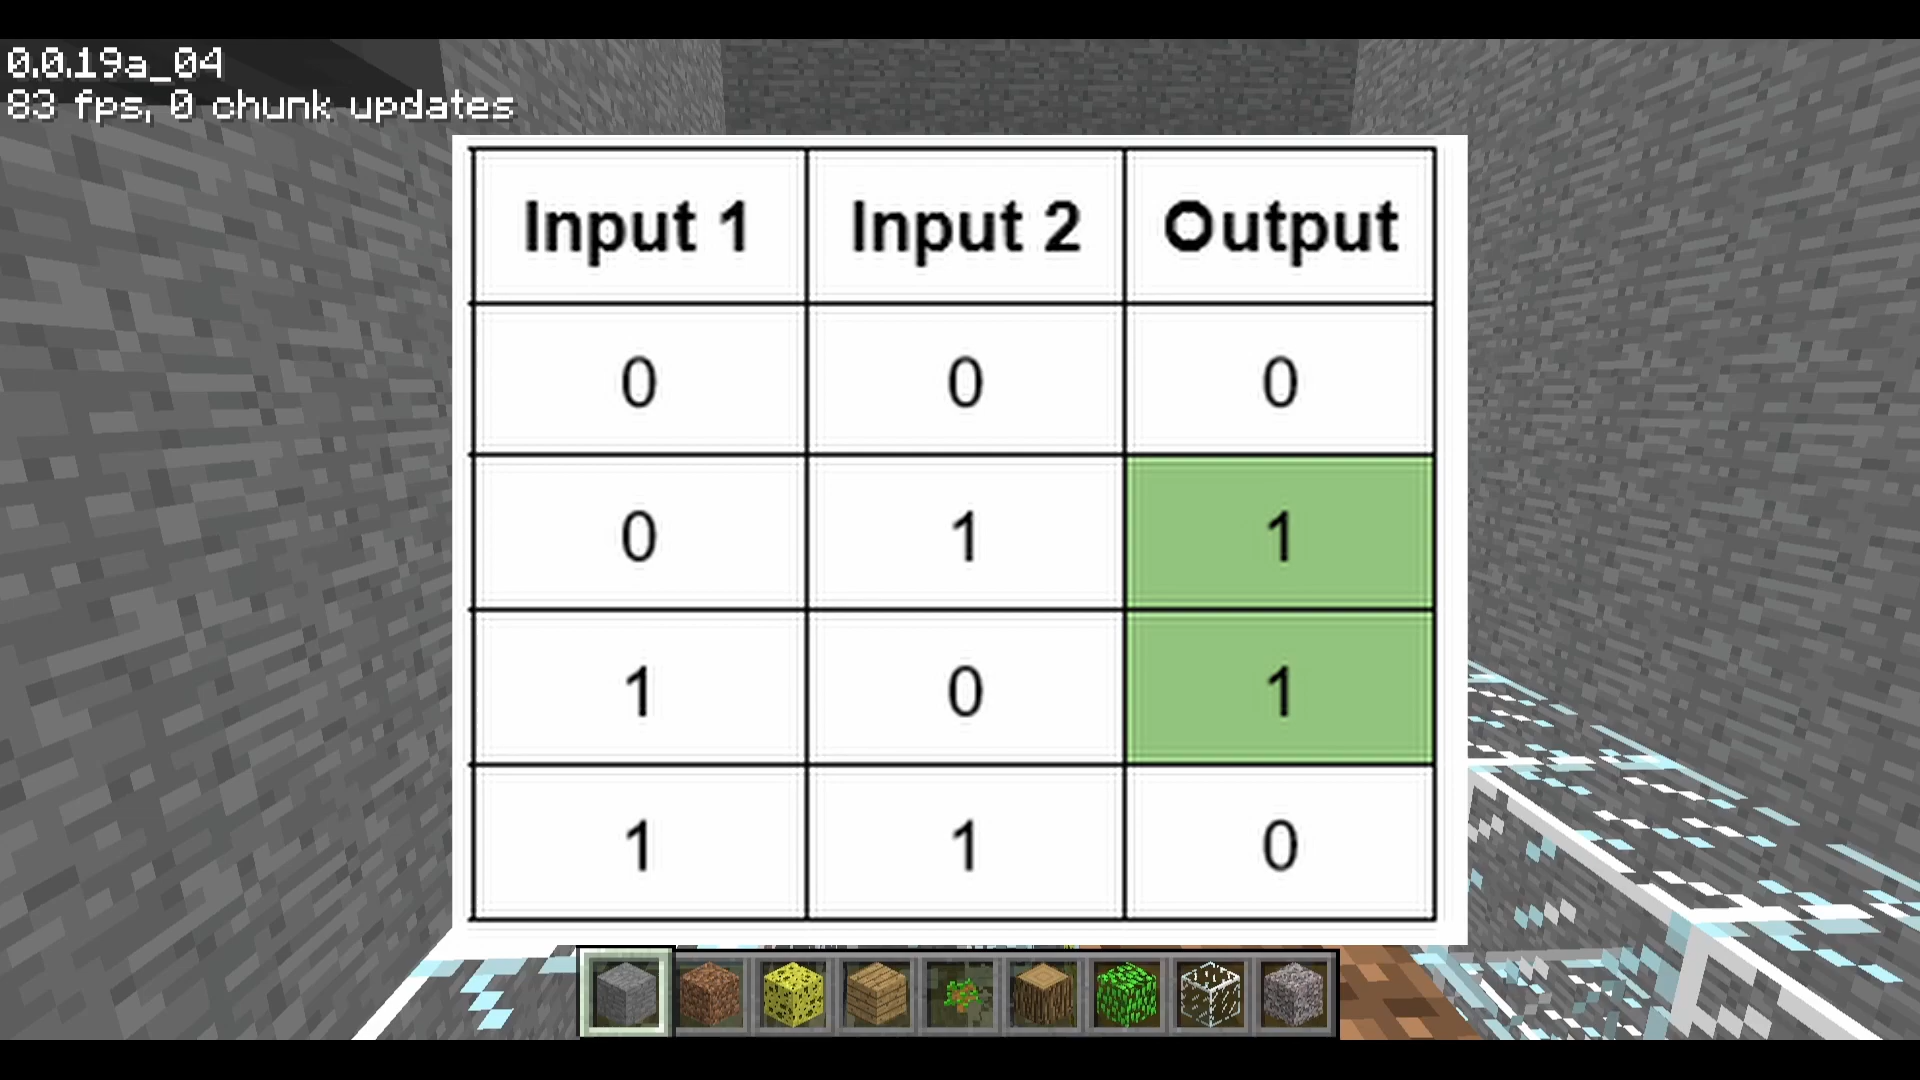 0.0.19a_04
83 fps, 0 chunk updates
Input 1 Input 2 Output
0 0 0
0 1 1
1 0 1
1 1 0